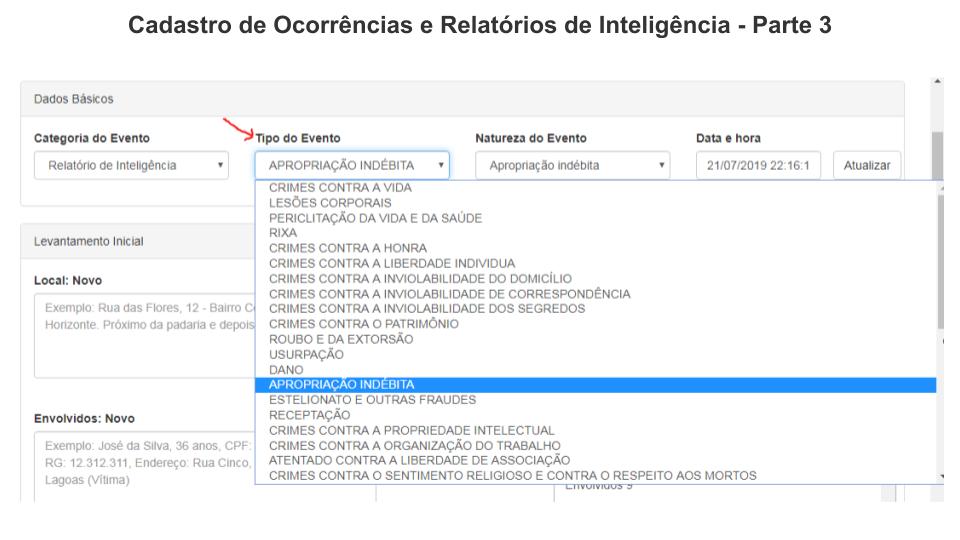 Cadastro de Ocorrências e Relatórios de Inteligência - Parte 3
Dados Básicos
Categoria do Evento
Tipo do Evento
Natureza do Evento
Data e hora
Relatório de Inteligência
APROPRIAÇÃO INDÉBITA
Apropriação indébita
21/07/2019 22:16:1
Atualizar
CRIMES CONTRA A VIDA
LESÕES CORPORAIS
PERICLITAÇÃO DA VIDA E DA SAÚDE
RIXA
CRIMES CONTRA A HONRA
CRIMES CONTRA A LIBERDADE INDIVIDUA
CRIMES CONTRA A INVIOLABILIDADE DO DOMICÍLIO
CRIMES CONTRA A INVIOLABILIDADE DE CORRESPONDÊNCIA
CRIMES CONTRA A INVIOLABILIDADE DOS SEGREDOS
CRIMES CONTRA O PATRIMÔNIO
ROUBO E DA EXTORSÃO
USURPAÇÃO
DANO
APROPRIAÇÃO INDÉBITA
ESTELIONATO E OUTRAS FRAUDES
RECEPTAÇÃO
CRIMES CONTRA A PROPRIEDADE INTELECTUAL
CRIMES CONTRA A ORGANIZAÇÃO DO TRABALHO
ATENTADO CONTRA A LIBERDADE DE ASSOCIAÇÃO
CRIMES CONTRA O SENTIMENTO RELIGIOSO E CONTRA O RESPEITO AOS MORTOS
Levantamento Inicial
Local: Novo
Exemplo: Rua das Flores, 12 - Bairro
Horizonte. Próximo da padaria e depois
Envolvidos: Novo
Exemplo: José da Silva, 36 anos, CPF:
RG: 12.312.311, Endereço: Rua Cinco,
Lagoas (Vítima)
Envolvidos 9